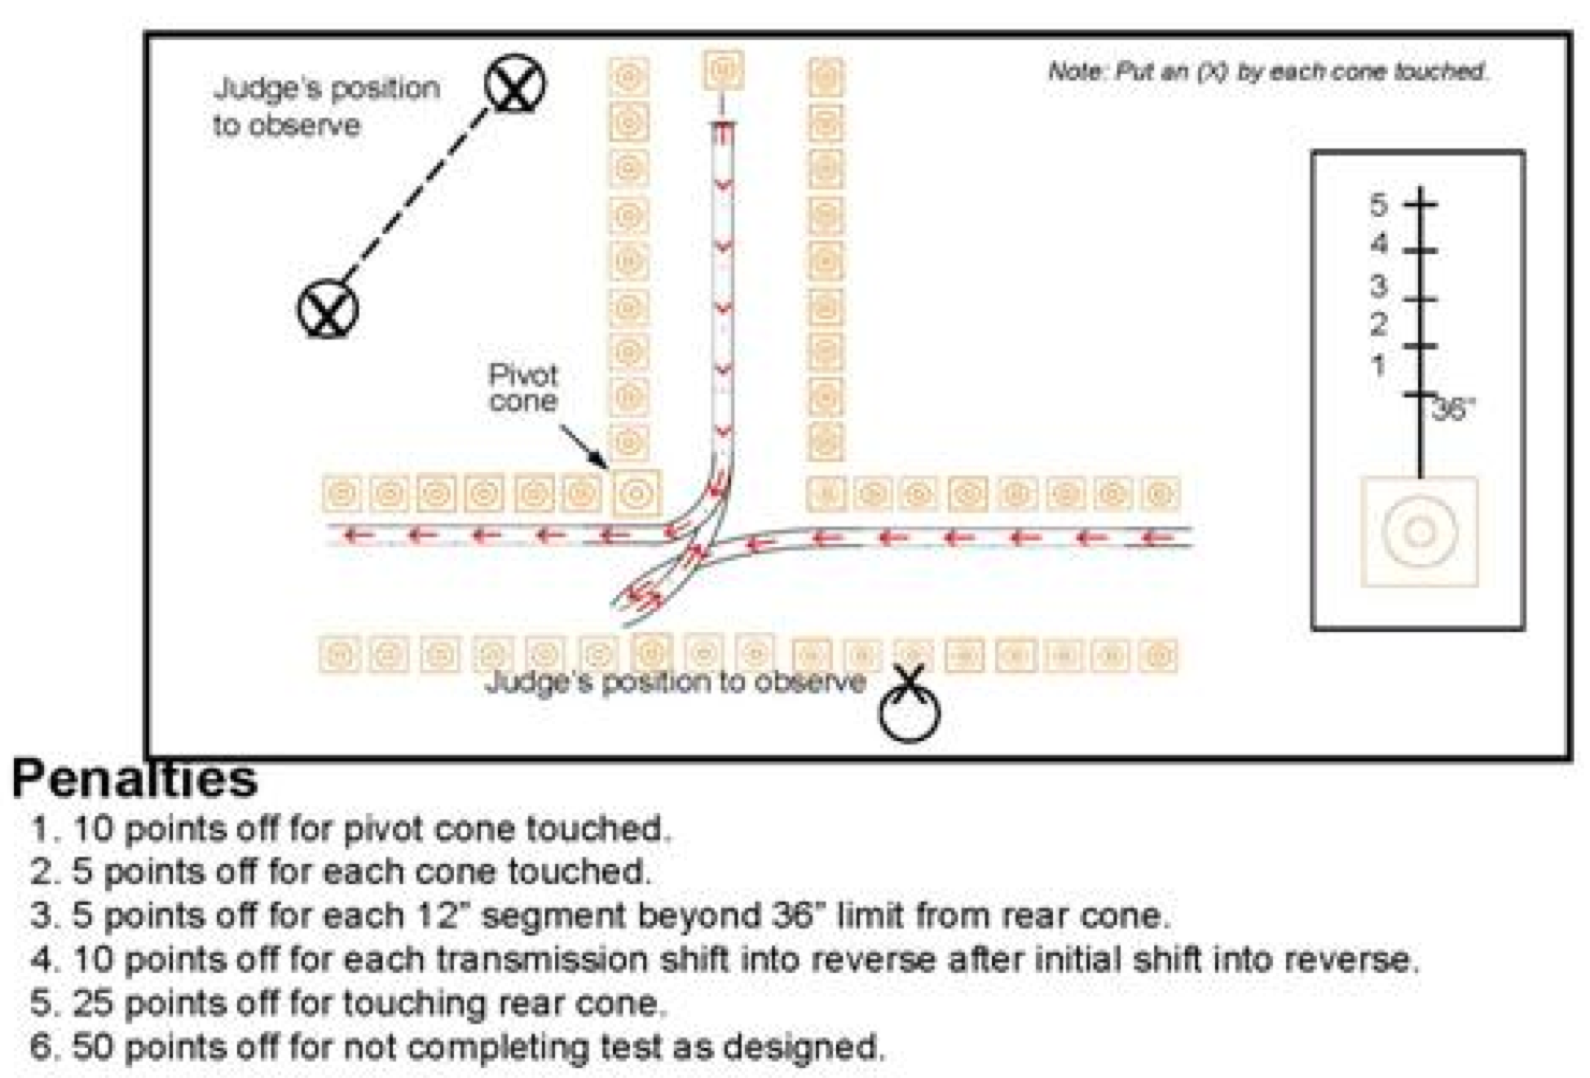 Judge's position
to observe
Note: Put an (X) by each cone touched.
5
4
3
2
1
36"
Pivot
cone
Judge's position to observe
Penalties
1. 10 points off for pivot cone touched.
2. 5 points off for each cone touched.
3. 5 points off for each 12" segment beyond 36" limit from rear cone.
4. 10 points off for each transmission shift into reverse after initial shift into reverse.
5. 25 points off for touching rear cone.
6. 50 points off for not completing test as designed.